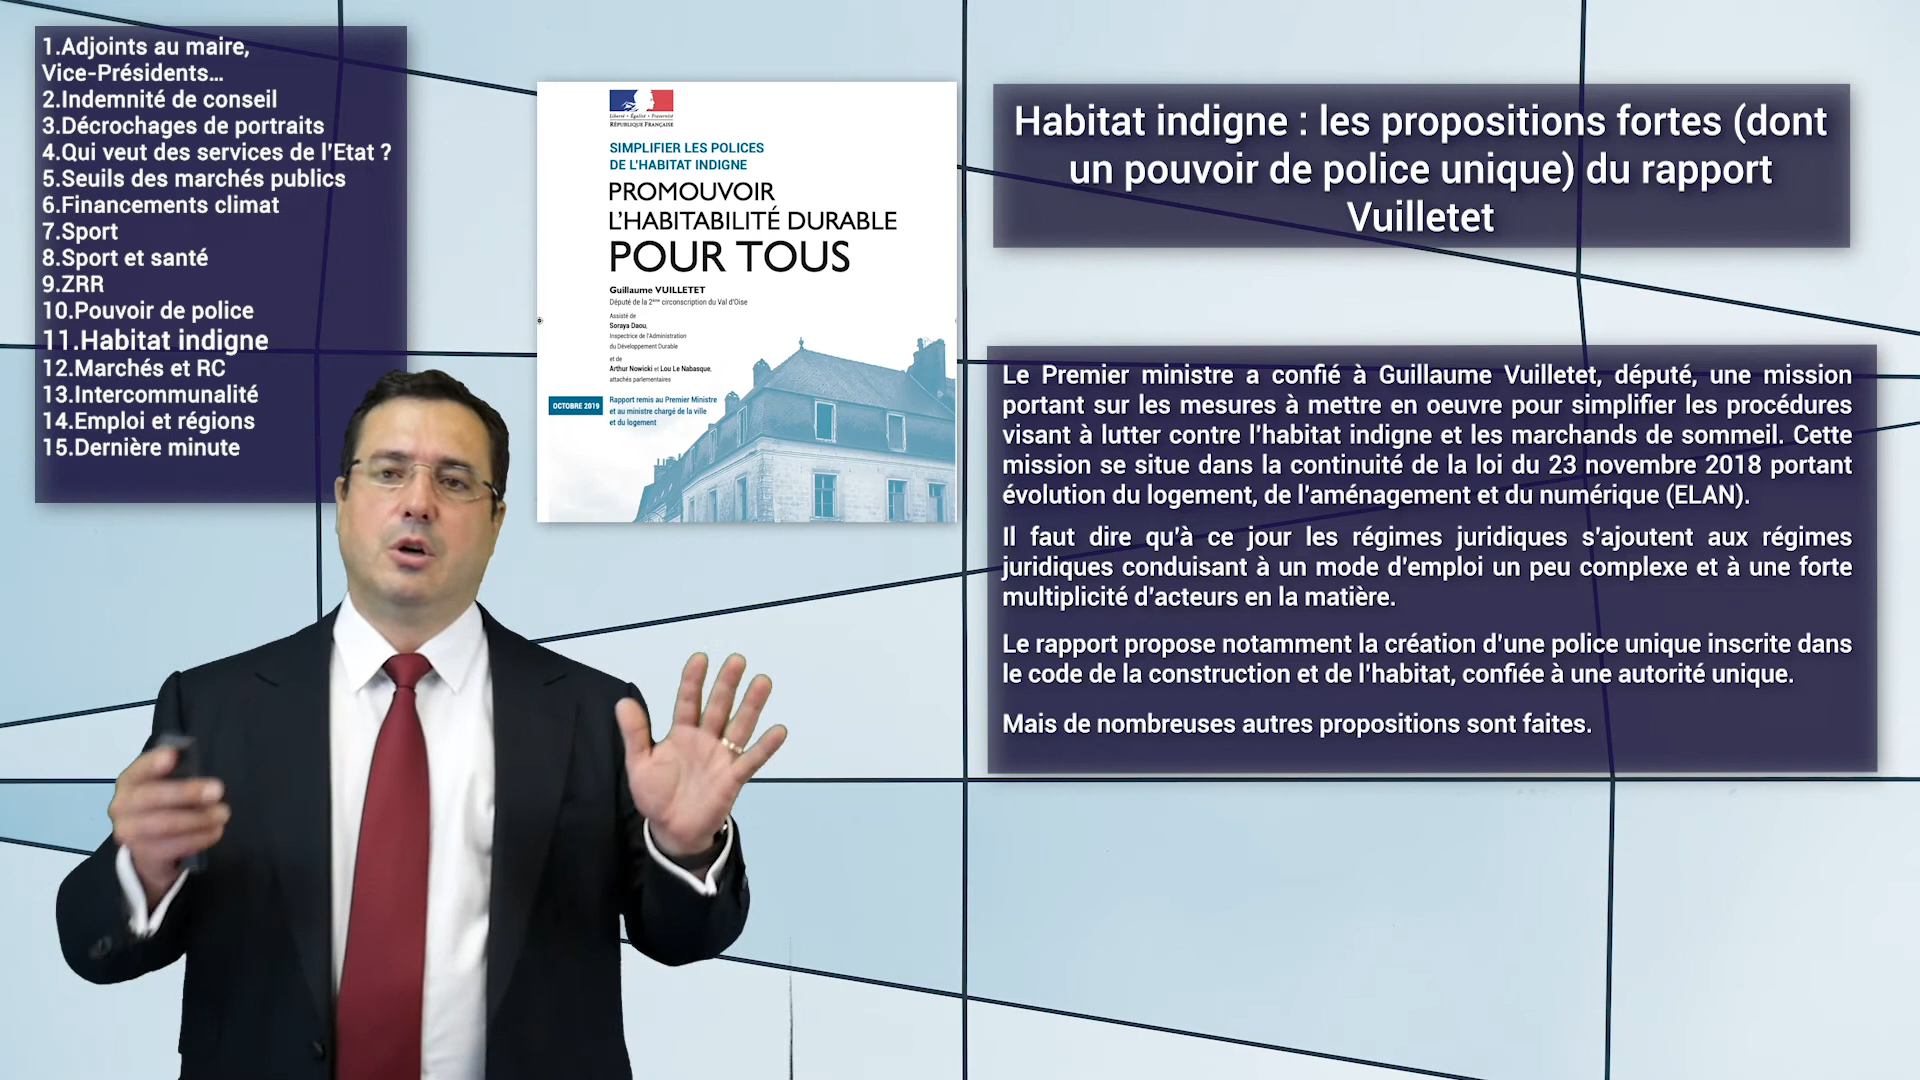 1.Adjoints au maire,
Vice-Présidents...
2.Indemnité de conseil
3.Décrochages de portraits
4.Qui veut des services de l'Etat ?
5.Seuils des marchés publics
6.Financements climat
7.Sport
8.Sport et santé
9.ZRR
10.Pouvoir de police
11.Habitat indigne
12.Marchés et RC
13.Intercommunalité
14.Emploi et régions
15.Dernière minute
Liberté • Égalité • Fraternité
RÉPUBLIQUE FRANÇAISE
SIMPLIFIER LES POLICES
DE L'HABITAT INDIGNE
PROMOUVOIR
L'HABITABILITÉ DURABLE
POUR TOUS
Guillaume VUILLETET
Député de la 2ème circonscription du Val d'Oise
Assisté de
Soraya Daou,
Inspectrice de l'Administration
du Développement Durable
et de
Arthur Nowicki et Lou Le Nabasque,
attachés parlementaires
OCTOBRE 2019
Rapport remis au Premier Ministre
et au ministre chargé de la ville
et du logement
Habitat indigne : les propositions fortes (dont
un pouvoir de police unique) du rapport
Vuilletet
Le Premier ministre a confié à Guillaume Vuilletet, député, une mission
portant sur les mesures à mettre en oeuvre pour simplifier les procédures
visant à lutter contre l'habitat indigne et les marchands de sommeil. Cette
mission se situe dans la continuité de la loi du 23 novembre 2018 portant
évolution du logement, de l'aménagement et du numérique (ELAN).
Il faut dire qu'à ce jour les régimes juridiques s'ajoutent aux régimes
juridiques conduisant à un mode d'emploi un peu complexe et à une forte
multiplicité d'acteurs en la matière.
Le rapport propose notamment la création d'une police unique inscrite dans
le code de la construction et de l'habitat, confiée à une autorité unique.
Mais de nombreuses autres propositions sont faites.